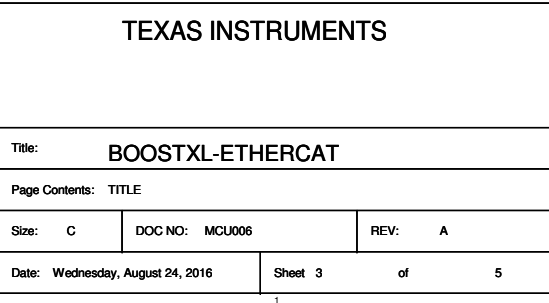 TEXAS INSTRUMENTS
Title: BOOSTXL-ETHERCAT
Page Contents: TITLE
Size: C DOC NO: MCU006 REV: A
Date: Wednesday, August 24, 2016 Sheet 3 of 5
1